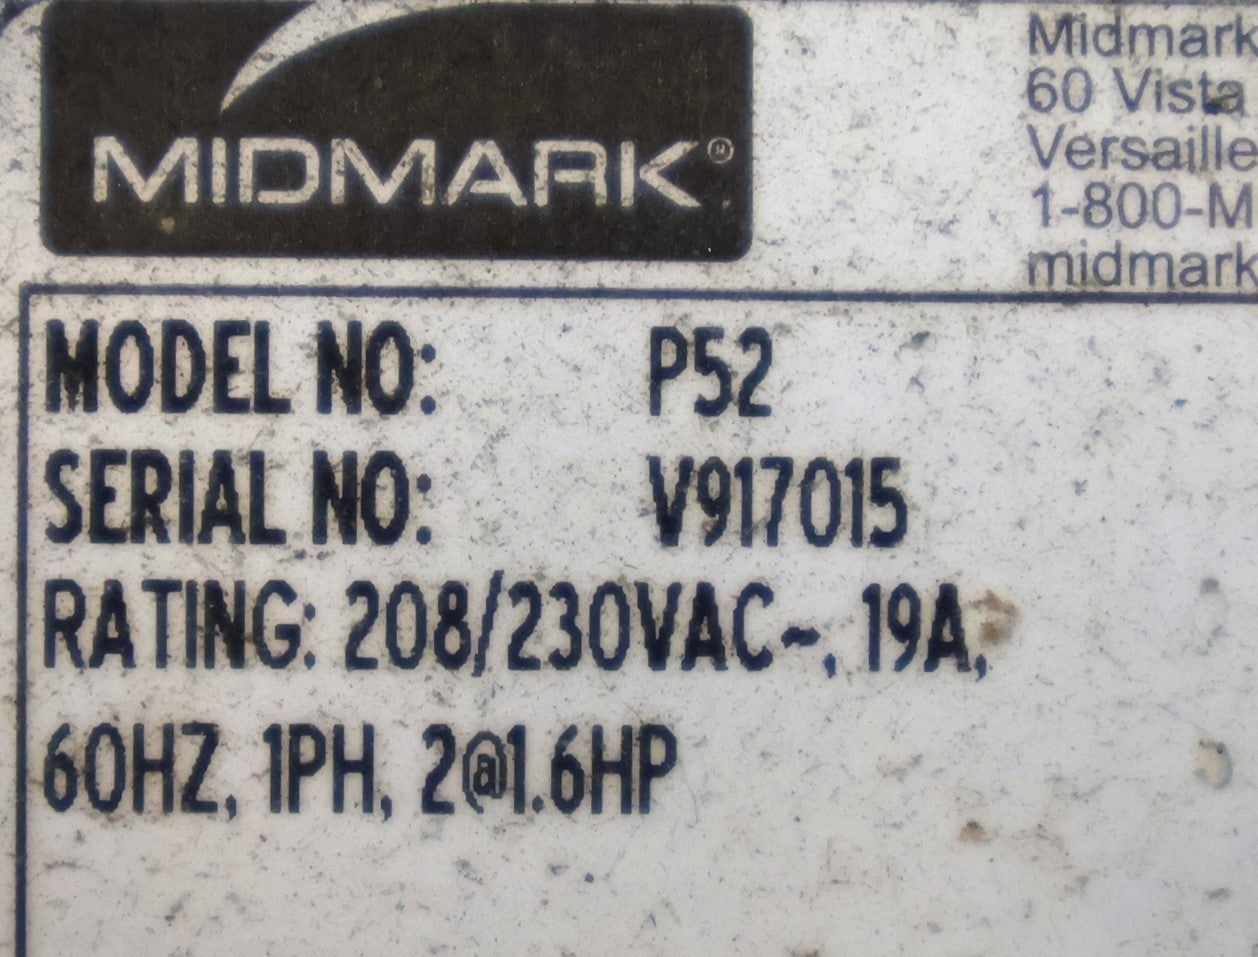 MIDMARK®
Midmark
60 Vista
Versaille
1-800-M
midmark
MODEL NO: P52
SERIAL NO: V917015
RATING: 208/230VAC~, 19A,
60HZ, 1PH, 2@1.6HP